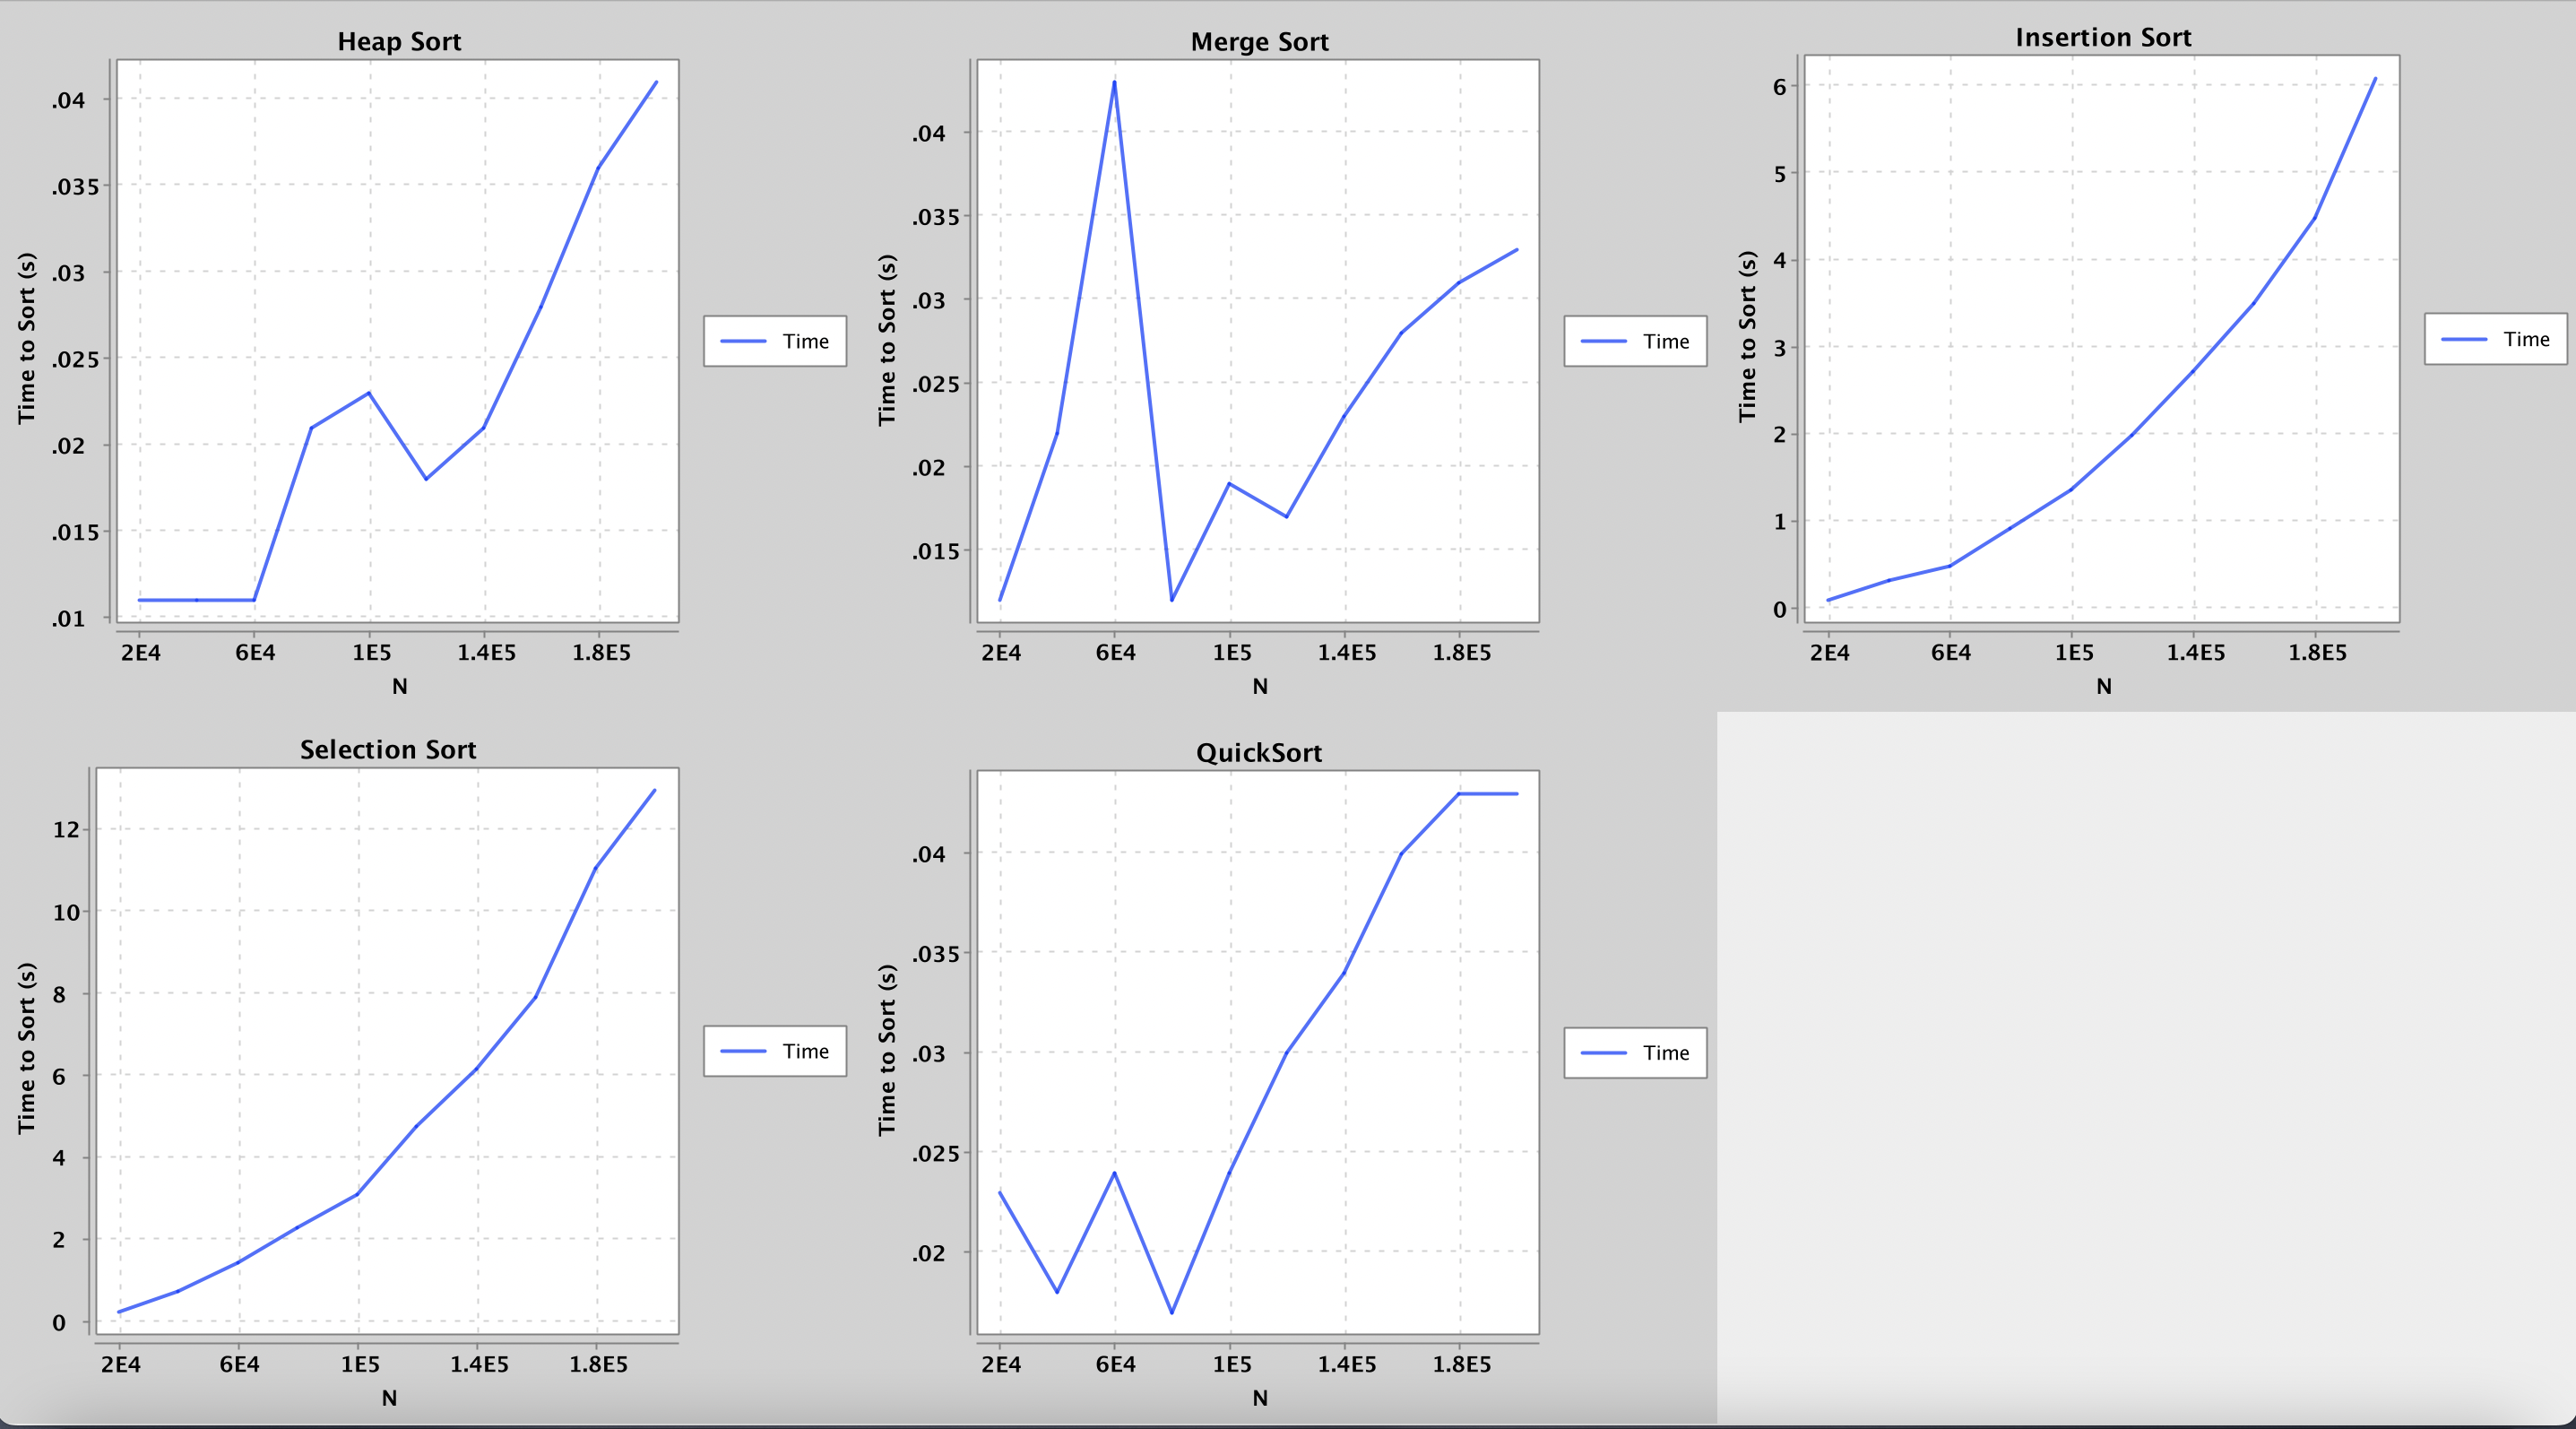 Heap Sort
.04
.035
.03
.025
.02
.015
.01
Time to Sort (s)
2E4 6E4 1E5 1.4E5 1.8E5
N
Time
Merge Sort
.04
.035
.03
.025
.02
.015
Time to Sort (s)
2E4 6E4 1E5 1.4E5 1.8E5
N
Time
Insertion Sort
6
5
4
3
2
1
0
Time to Sort (s)
2E4 6E4 1E5 1.4E5 1.8E5
N
Time
Selection Sort
12
10
8
6
4
2
0
Time to Sort (s)
2E4 6E4 1E5 1.4E5 1.8E5
N
Time
QuickSort
.04
.035
.03
.025
.02
Time to Sort (s)
2E4 6E4 1E5 1.4E5 1.8E5
N
Time